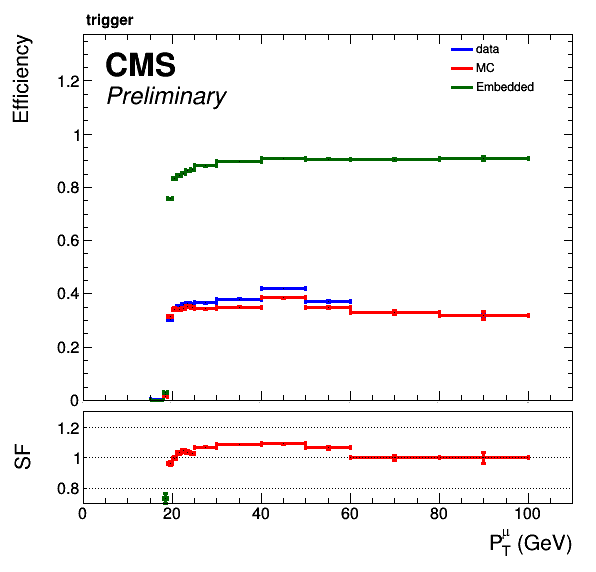 trigger
CMS
Preliminary
data
MC
Embedded
Efficiency
1.2
1
0.8
0.6
0.4
0.2
0
SF
1.2
1
0.8
0 20 40 60 80 100
P_T^μ (GeV)